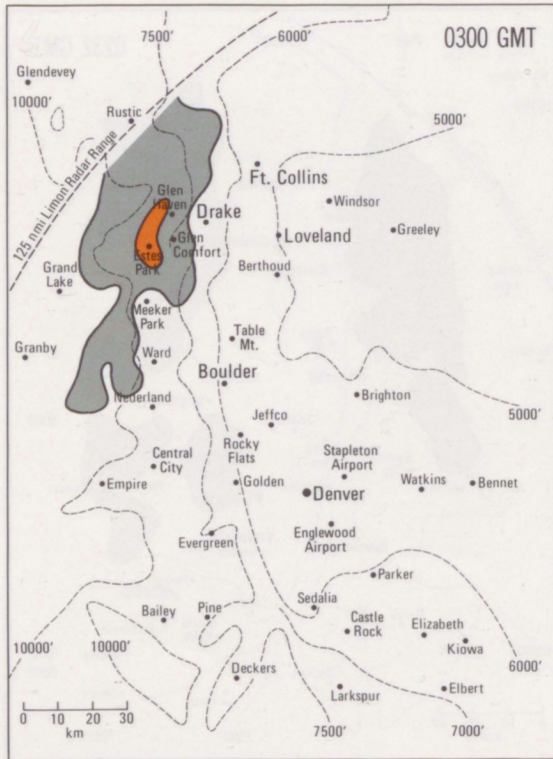 7500'
6000'
0300 GMT
Glendevey
10000'
Rustic
5000'
125 nmi Limon Radar Range
Ft. Collins
Glen
Haven
Drake
Windsor
Greeley
Loveland
Estes
Park
Glen
Comfort
Berthoud
Grand
Lake
Meeker
Park
Table
Mt.
Granby
Ward
Boulder
Nederland
Brighton
5000'
Jeffco
Rocky
Flats
Central
City
Stapleton
Airport
Empire
Golden
Denver
Watkins
Bennet
Evergreen
Englewood
Airport
Parker
Sedalia
Bailey
Pine
Castle
Rock
Elizabeth
Kiowa
10000'
10000'
6000'
Deckers
Larkspur
Elbert
0 10 20 30
km
7500'
7000'